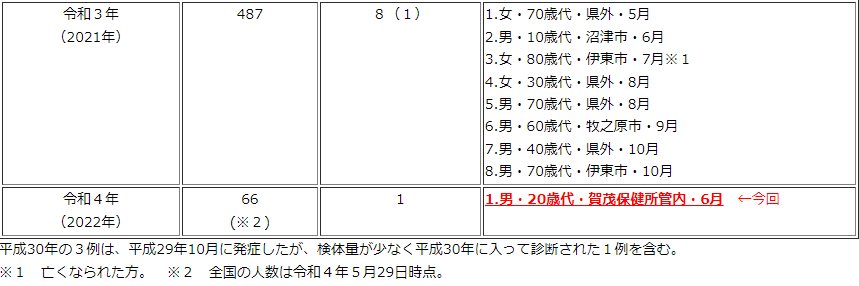 令和３年 487 8（1） 1.女・70歳代・県外・5月
（2021年） 2.男・10歳代・沼津市・6月
3.女・80歳代・伊東市・7月※１
4.女・30歳代・県外・8月
5.男・70歳代・県外・8月
6.男・60歳代・牧之原市・9月
7.男・40歳代・県外・10月
8.男・70歳代・伊東市・10月
令和４年 66 1 1.男・20歳代・賀茂保健所管内・6月　←今回
（2022年） (※２)
平成30年の３例は、平成29年10月に発症したが、検体量が少なく平成30年に入って診断された１例を含む。
※１　亡くなられた方。　※２　全国の人数は令和４年５月29日時点。